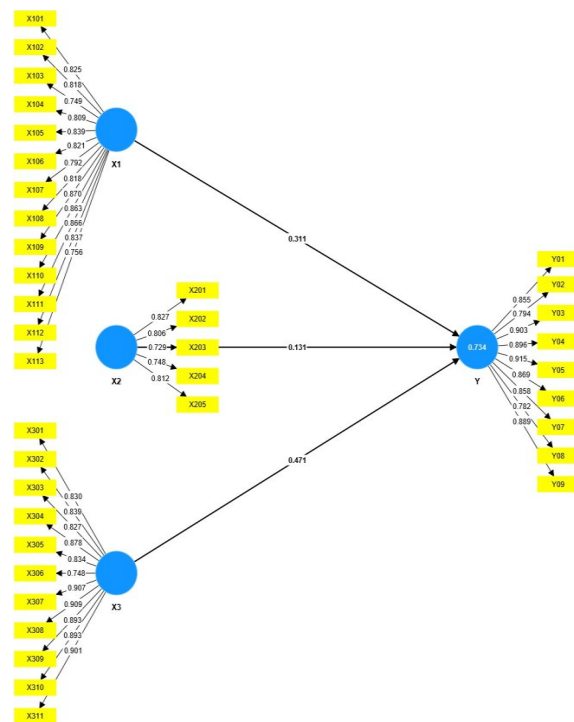 X101
X102
X103
X104
X105
X106
X107
X108
X109
X110
X111
X112
X113
0.825
0.818
0.749
0.809
0.839
0.821
0.792
0.818
0.870
0.863
0.866
0.837
0.756
X1
0.311
X201
X202
X203
X204
X205
0.827
0.806
0.729
0.748
0.812
X2
0.131
X301
X302
X303
X304
X305
X306
X307
X308
X309
X310
X311
0.830
0.839
0.827
0.878
0.834
0.748
0.907
0.909
0.893
0.893
0.901
X3
0.471
0.734
Y
0.855
0.794
0.903
0.896
0.915
0.869
0.858
0.782
0.889
Y01
Y02
Y03
Y04
Y05
Y06
Y07
Y08
Y09